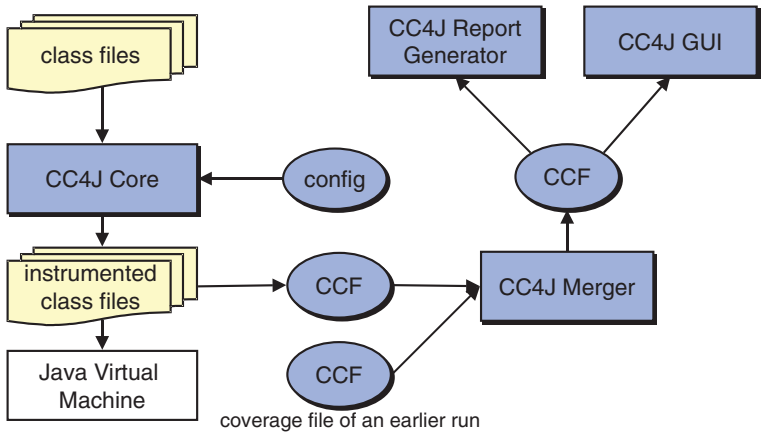 class files
CC4J Report
Generator
CC4J GUI
CC4J Core
config
CCF
instrumented
class files
CCF
CC4J Merger
Java Virtual
Machine
CCF
coverage file of an earlier run